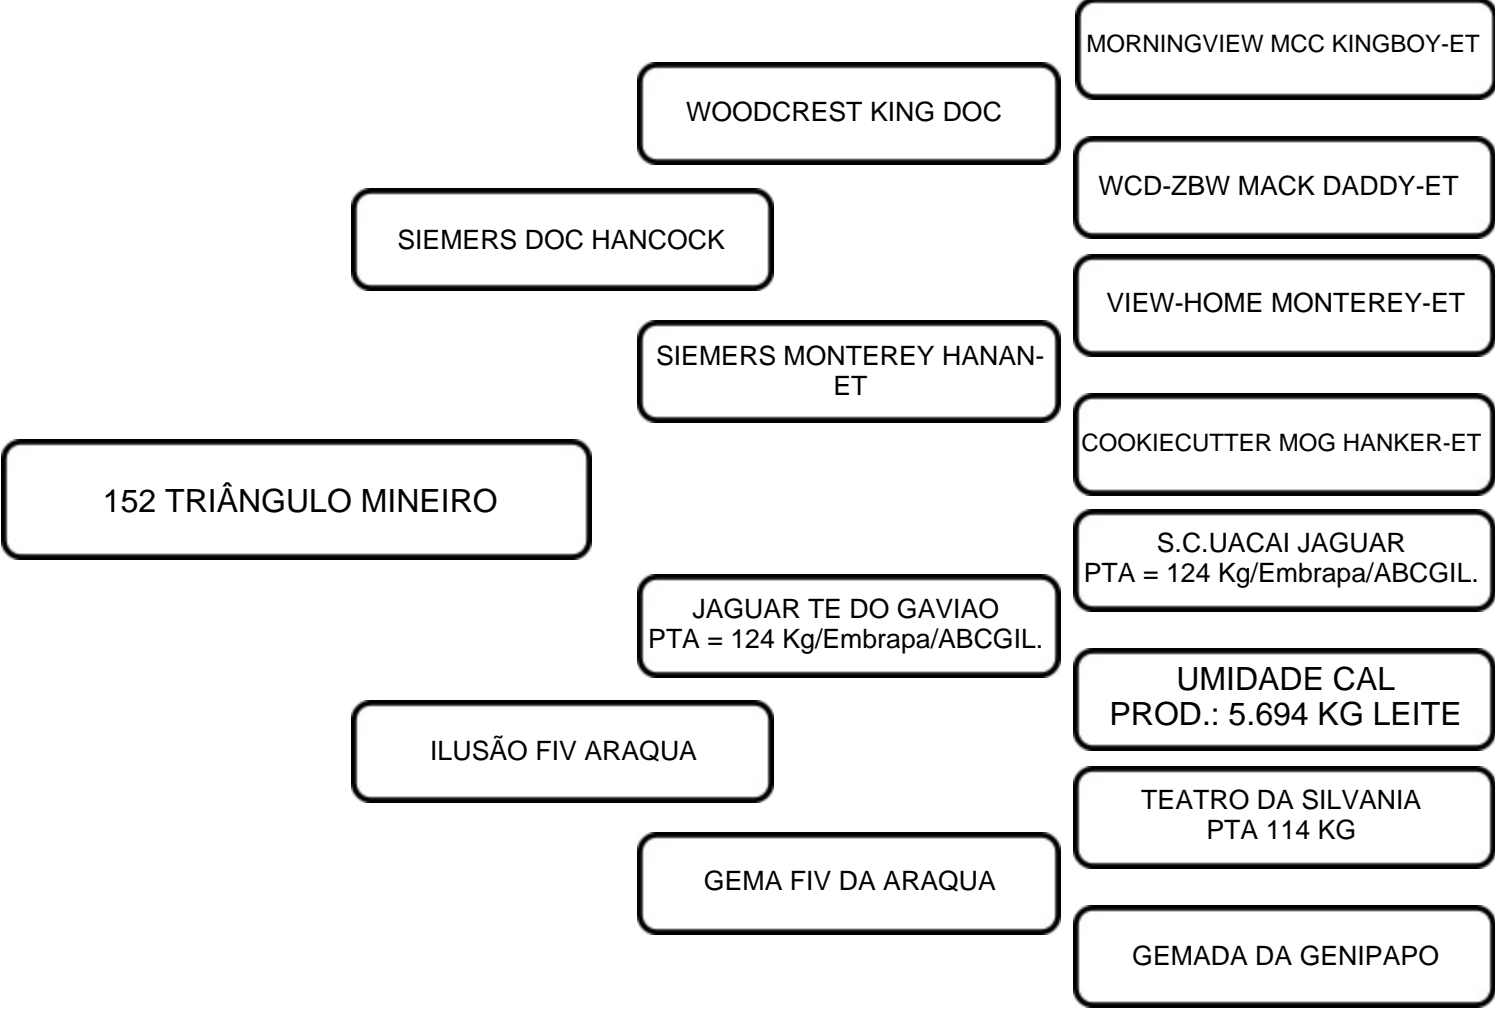 MORNINGVIEW MCC KINGBOY-ET
WOODCREST KING DOC
WCD-ZBW MACK DADDY-ET
SIEMERS DOC HANCOCK
VIEW-HOME MONTEREY-ET
SIEMERS MONTEREY HANAN-
ET
COOKIECUTTER MOG HANKER-ET
152 TRIÂNGULO MINEIRO
S.C.UACAI JAGUAR
PTA = 124 Kg/Embrapa/ABCGIL.
JAGUAR TE DO GAVIAO
PTA = 124 Kg/Embrapa/ABCGIL.
UMIDADE CAL
PROD.: 5.694 KG LEITE
ILUSÃO FIV ARAQUA
TEATRO DA SILVANIA
PTA 114 KG
GEMA FIV DA ARAQUA
GEMADA DA GENIPAPO